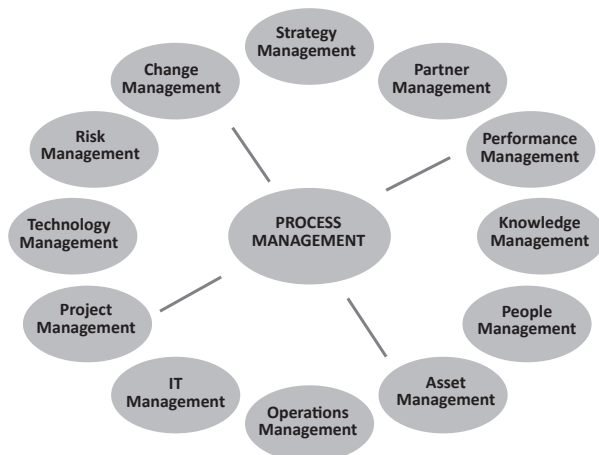 Strategy
Management
Change
Management
Partner
Management
Risk
Management
Performance
Management
Technology
Management
PROCESS
MANAGEMENT
Knowledge
Management
Project
Management
People
Management
IT
Management
Asset
Management
Operations
Management